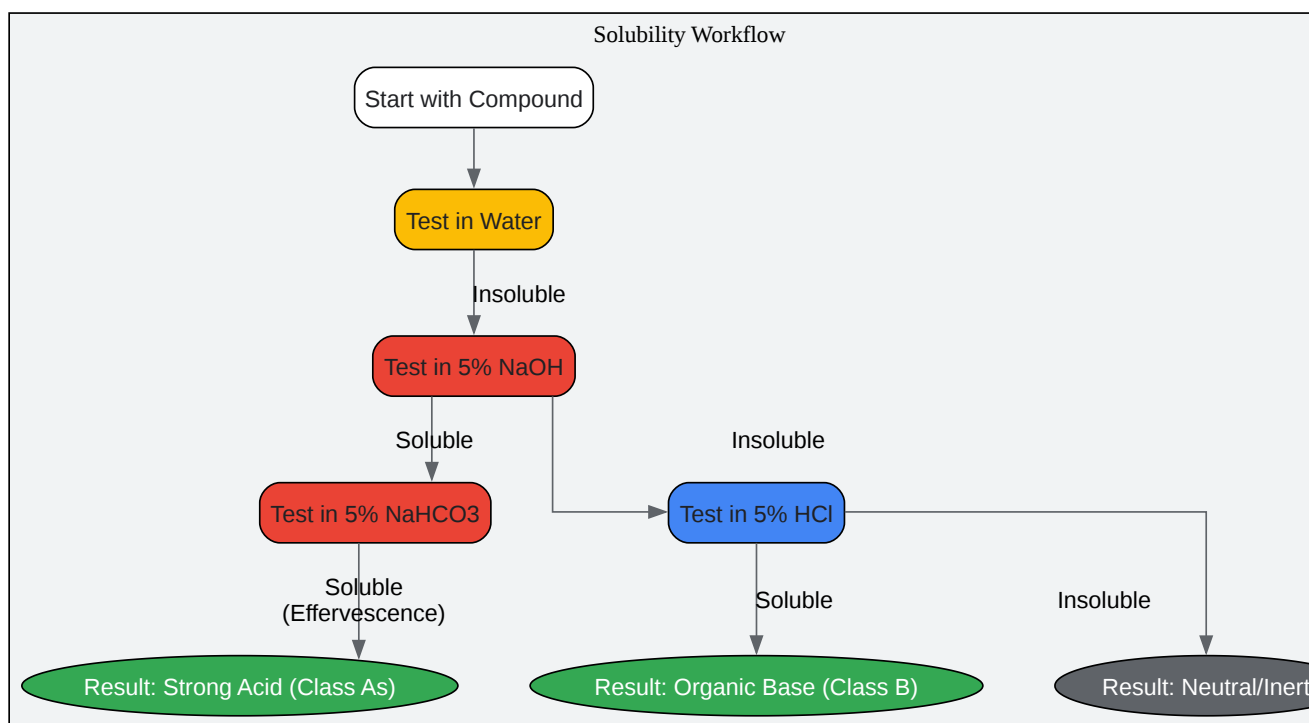 Solubility Workflow
Start with Compound
Test in Water
Insoluble
Test in 5% NaOH
Soluble
Insoluble
Test in 5% NaHCO3
Test in 5% HCl
Soluble
(Effervescence)
Soluble
Insoluble
Result: Strong Acid (Class As)
Result: Organic Base (Class B)
Result: Neutral/Inert